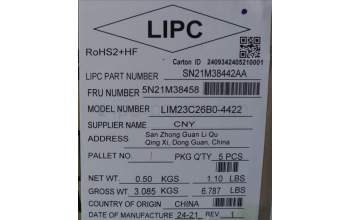 LIPC
RoHS2+HF
Carton ID 2409342405210001
LIPC PART NUMBER SN21M38442AA
FRU NUMBER 5N21M38458
MODEL NUMBER LIM23C26B0-4422
SUPPLIER NAME CNY
ADDRESS San Zhong Guan Li Qu
Qing Xi, Dong Guan, China
PALLET NO PKG Q'TY 5 PCS
NET WT. 0.50 KGS 1.10 LBS
GROSS WT. 3.085 KGS 6.787 LBS
COUNTRY OF ORIGIN CHINA
DATE OF MANUFACTURE 24-21 REV